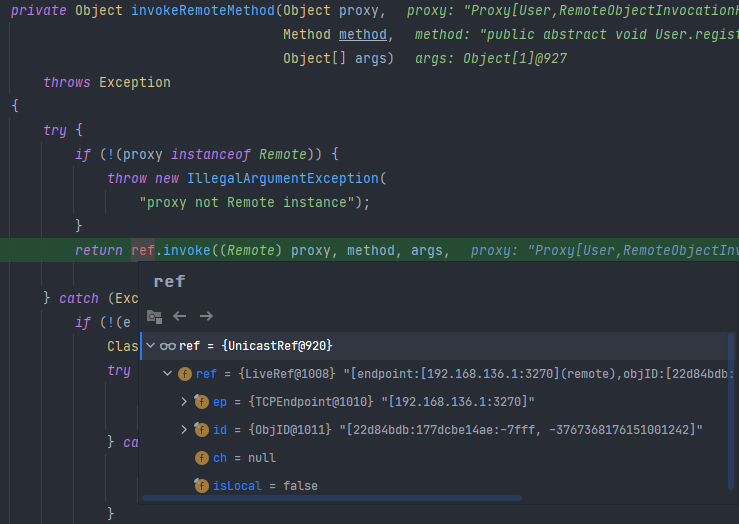 private Object invokeRemoteMethod(Object proxy,   proxy: "Proxy[User,RemoteObjectInvocation
Method method,   method: "public abstract void User.regist
Object[] args)   args: Object[1]@927
throws Exception
{
try {
if (!(proxy instanceof Remote)) {
throw new IllegalArgumentException(
"proxy not Remote instance");
}
return ref.invoke((Remote) proxy, method, args,   proxy: "Proxy[User,RemoteObjectInv
ref
} catch (Exc
if (!(e
ref = {UnicastRef@920}
Clas
try
ref = {LiveRef@1008} "[endpoint:[192.168.136.1:3270](remote),objID:[22d84bdb:
ep = {TCPEndpoint@1010} "[192.168.136.1:3270]"
id = {ObjID@1011} "[22d84bdb:177dcbe14ae:-7fff, -3767368176151001242]"
} ca
ch = null
isLocal = false
}